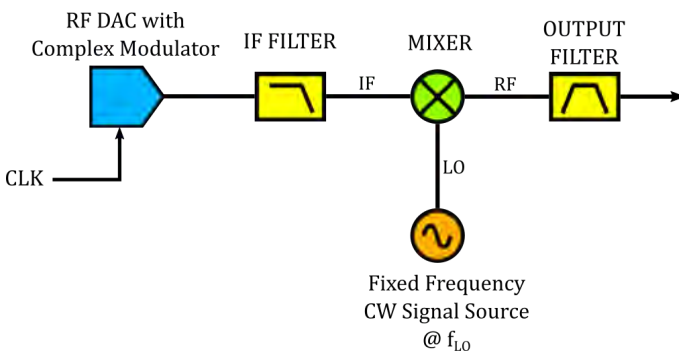 RF DAC with
Complex Modulator
IF FILTER
MIXER
OUTPUT
FILTER
IF
RF
CLK
LO
Fixed Frequency
CW Signal Source
@ fLO